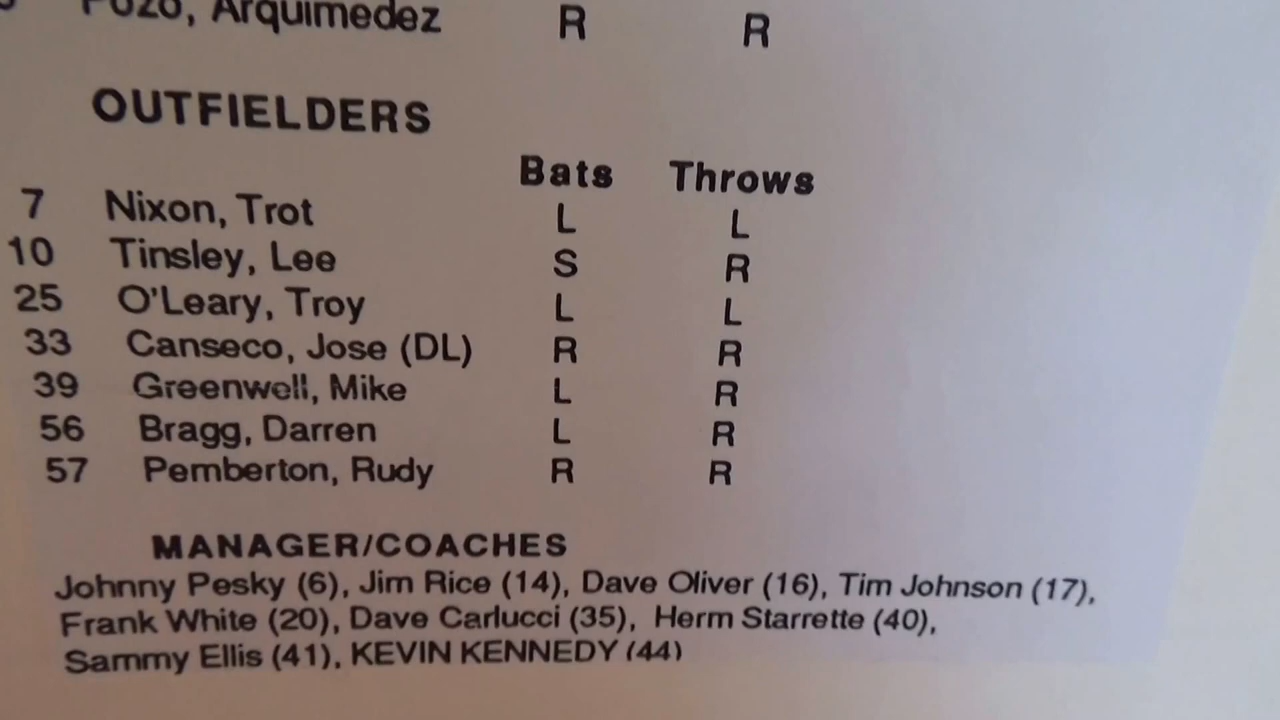 Pozo, Arquimedez R R
OUTFIELDERS
Bats Throws
7 Nixon, Trot L L
10 Tinsley, Lee S R
25 O'Leary, Troy L L
33 Canseco, Jose (DL) R R
39 Greenwell, Mike L R
56 Bragg, Darren L R
57 Pemberton, Rudy R R
MANAGER/COACHES
Johnny Pesky (6), Jim Rice (14), Dave Oliver (16), Tim Johnson (17),
Frank White (20), Dave Carlucci (35), Herm Starrette (40),
Sammy Ellis (41), KEVIN KENNEDY (44)